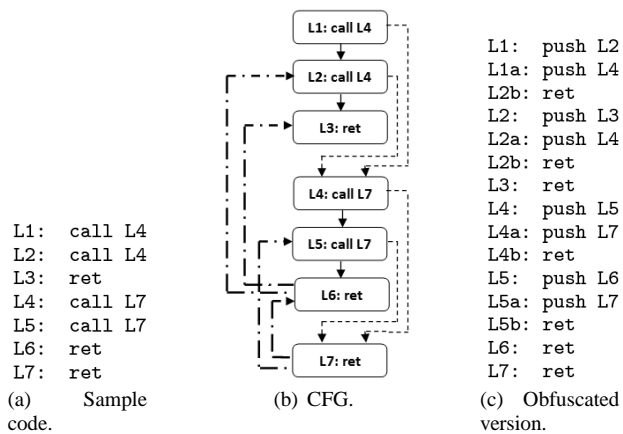 L1: call L4
L2: call L4
L3: ret
L4: call L7
L5: call L7
L6: ret
L7: ret
(a) Sample
code.
L1: call L4
L2: call L4
L3: ret
L4: call L7
L5: call L7
L6: ret
L7: ret
(b) CFG.
L1: push L2
L1a: push L4
L2b: ret
L2: push L3
L2a: push L4
L2b: ret
L3: ret
L4: push L5
L4a: push L7
L4b: ret
L5: push L6
L5a: push L7
L5b: ret
L6: ret
L7: ret
(c) Obfuscated
version.